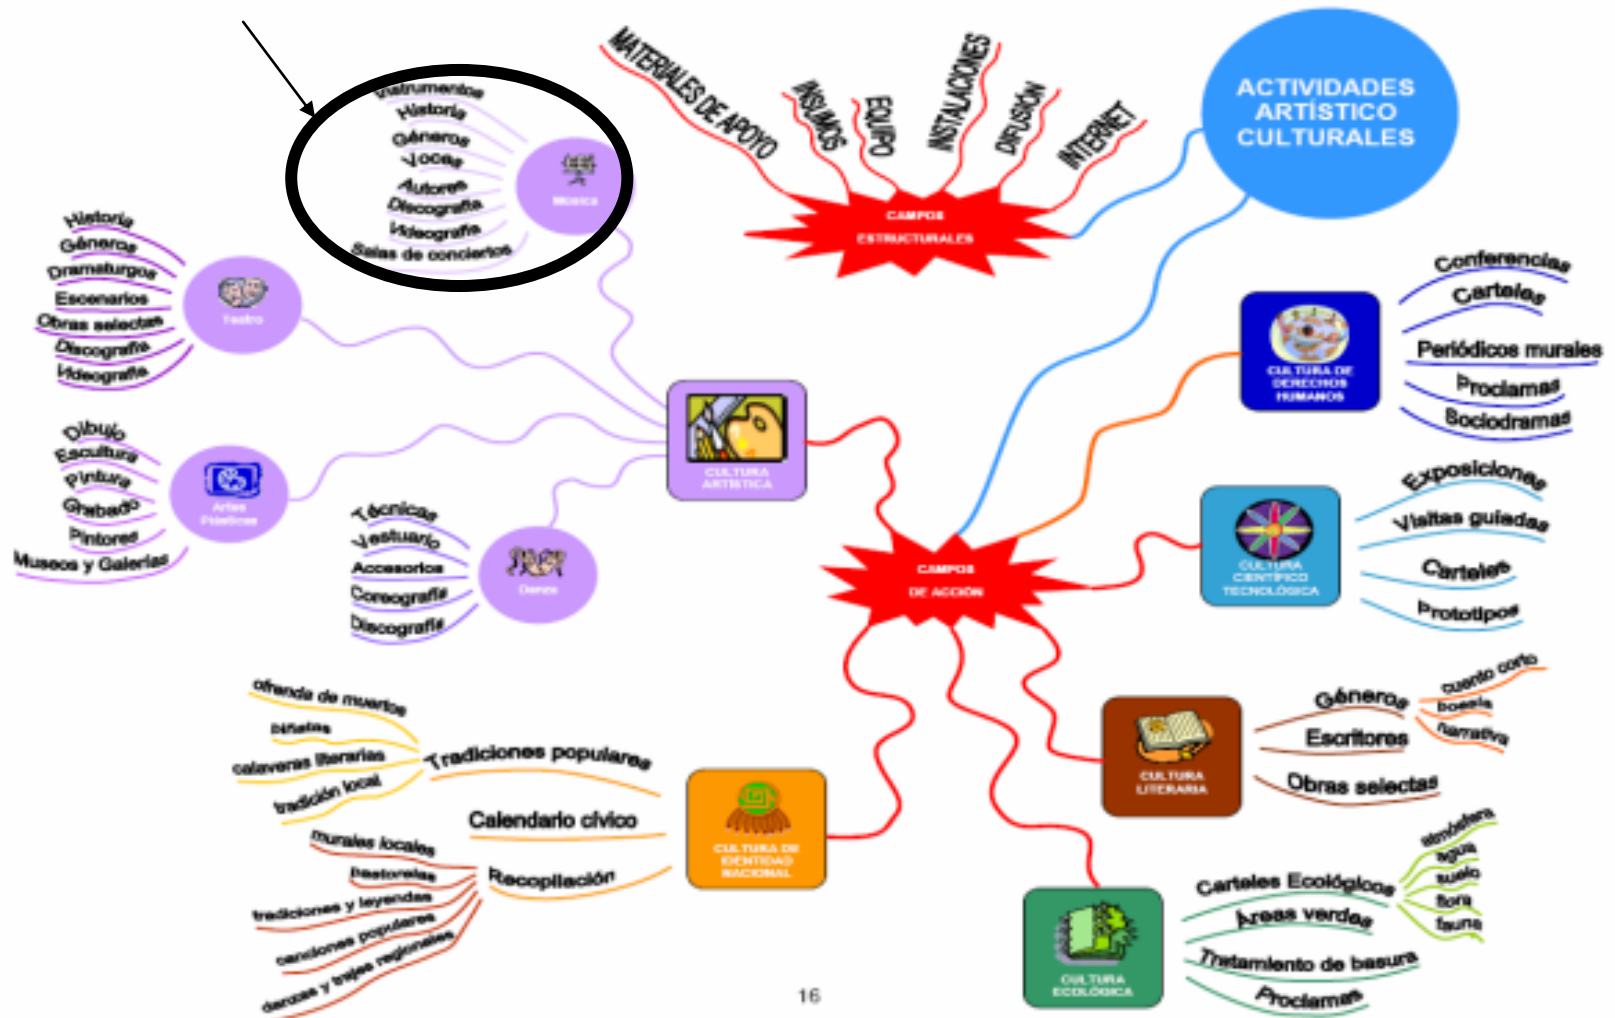 ACTIVIDADES
ARTÍSTICO
CULTURALES
MATERIALES DE APOYO
INSUMOS
EQUIPO
INSTALACIONES
DIFUSIÓN
INTERNET
CAMPOS
ESTRUCTURALES
Instrumentos
Historia
Géneros
Voces
Autores
Discografía
Videografía
Salas de conciertos
Música
Historia
Géneros
Dramaturgos
Escenarios
Obras selectas
Discografía
Videografía
Teatro
Dibujo
Escultura
Pintura
Grabado
Pintores
Museos y Galerías
Artes
Plásticas
Técnicas
Vestuario
Accesorios
Coreografía
Discografía
Danza
CULTURA
ARTÍSTICA
CAMPOS
DE ACCIÓN
CULTURA DE
DERECHOS
HUMANOS
Conferencias
Carteles
Periódicos murales
Proclamas
Sociodramas
CULTURA
CIENTÍFICO
TECNOLÓGICA
Exposiciones
Visitas guiadas
Carteles
Prototipos
CULTURA
LITERARIA
Géneros
cuento corto
poesía
narrativa
Escritores
Obras selectas
CULTURA
ECOLÓGICA
Carteles Ecológicos
atmósfera
agua
suelo
flora
fauna
Áreas verdes
Tratamiento de basura
Proclamas
CULTURA DE
IDENTIDAD
NACIONAL
Tradiciones populares
ofrenda de muertos
piñatas
calaveras literarias
tradición local
Calendario cívico
Recopilación
murales locales
pastorelas
tradiciones y leyendas
canciones populares
danzas y trajes regionales
16